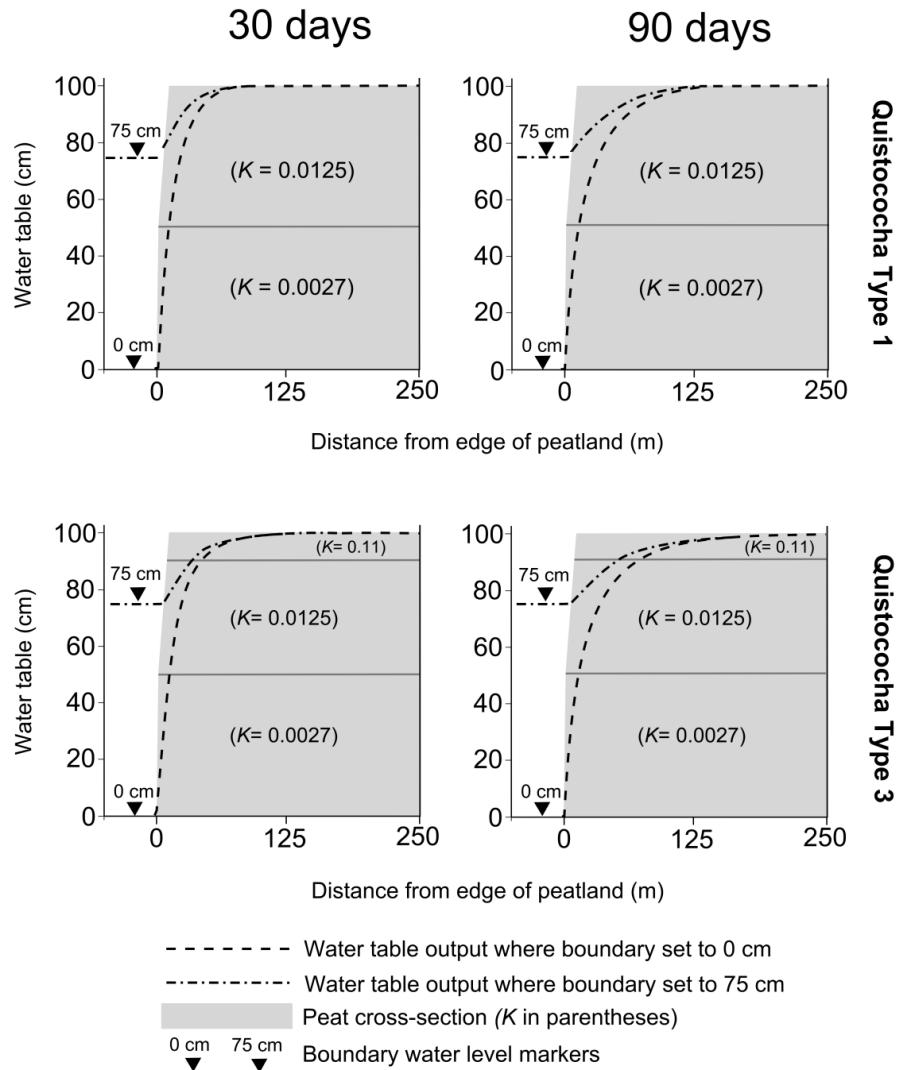 30 days
90 days
Water table (cm)
100
80
60
40
20
0
75 cm
0 cm
(K = 0.0125)
(K = 0.0027)
0
125
250
100
80
60
40
20
0
75 cm
0 cm
(K = 0.0125)
(K = 0.0027)
0
125
250
Quistococha Type 1
Distance from edge of peatland (m)
Water table (cm)
100
80
60
40
20
0
75 cm
0 cm
(K= 0.11)
(K= 0.0125)
(K= 0.0027)
0
125
250
100
80
60
40
20
0
75 cm
0 cm
(K= 0.11)
(K= 0.0125)
(K= 0.0027)
0
125
250
Quistococha Type 3
Distance from edge of peatland (m)
Water table output where boundary set to 0 cm
Water table output where boundary set to 75 cm
Peat cross-section (K in parentheses)
0 cm 75 cm Boundary water level markers